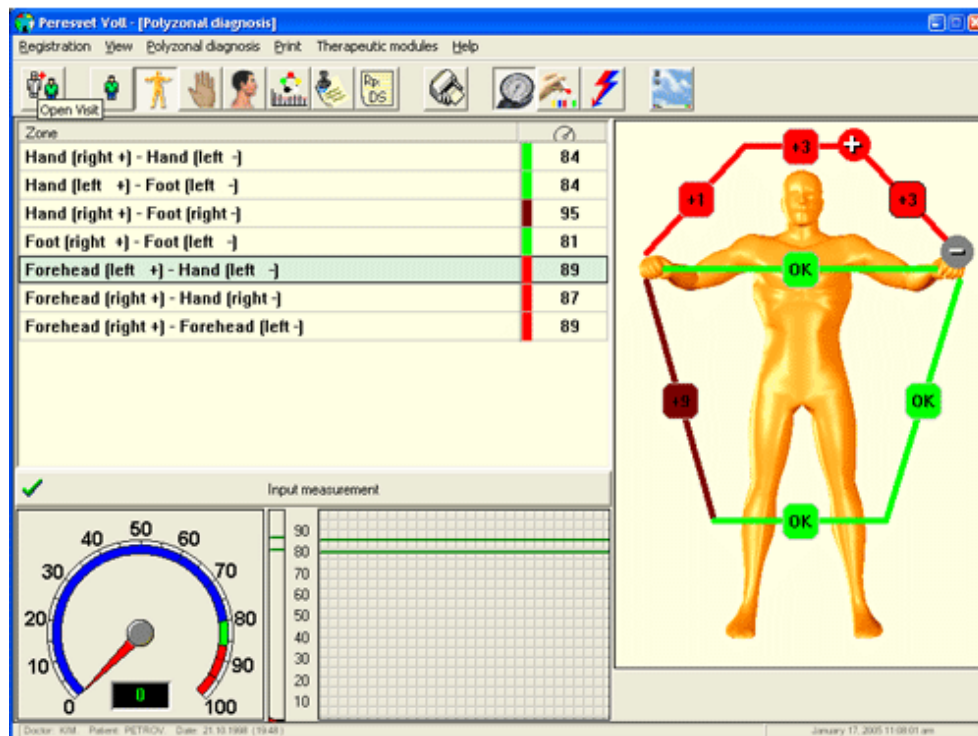 Peresvet Voll - [Polyzonal diagnosis]
Registration View Polyzonal diagnosis Print Therapeutic modules Help
Rp:
DS
Open Visit
Zone
Hand (right +) - Hand (left -) 84
Hand (left +) - Foot (left -) 84
Hand (right +) - Foot (right -) 95
Foot (right +) - Foot (left -) 81
Forehead (left +) - Hand (left -) 89
Forehead (right +) - Hand (right -) 87
Forehead (right +) - Forehead (left -) 89
+3 +
+1 +3
-
OK
+9 OK
OK
Input measurement
0 10 20 30 40 50 60 70 80 90 100
0
90
80
70
60
50
40
30
20
10
Doctor: KIM. Patient: PETROV. Date: 21.10.1998 (19:48) January 17, 2005 11:08:01 am